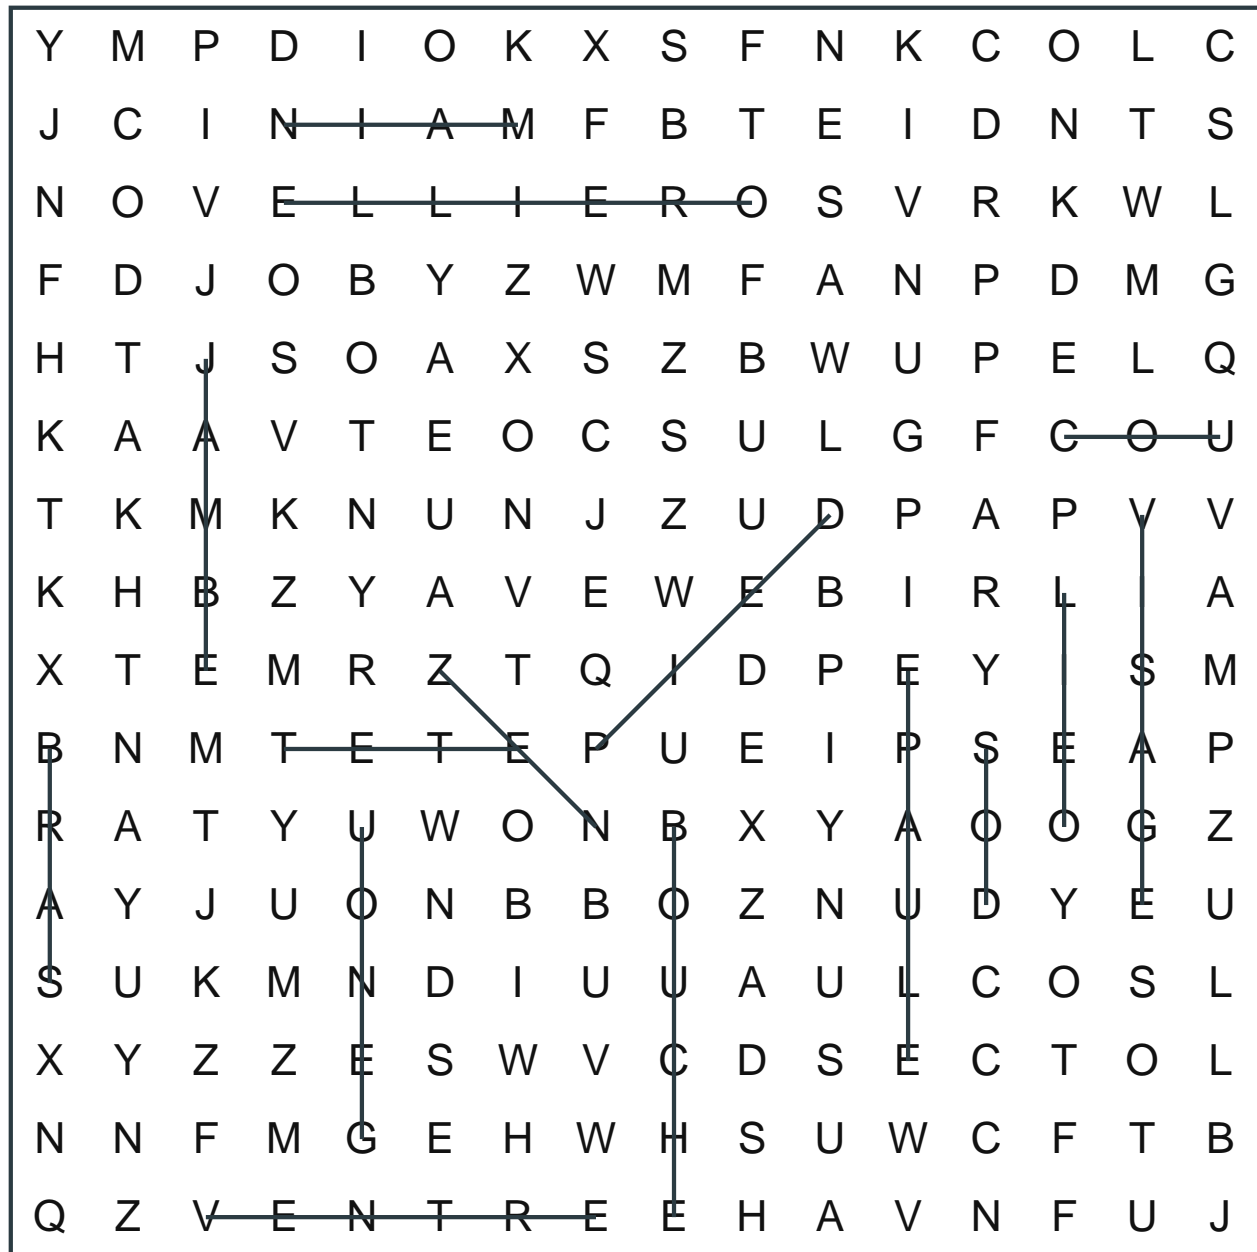 Y M P D I O K X S F N K C O L C
J C I N I A M F B T E I D N T S
N O V E L L I E R O S V R K W L
F D J O B Y Z W M F A N P D M G
H T J S O A X S Z B W U P E L Q
K A A V T E O C S U L G F C O U
T K M K N U N J Z U D P A P V V
K H B Z Y A V E W E B I R L I A
X T E M R Z T Q I D P E Y I S M
B N M T E T E P U E I P S E A P
R A T Y U W O N B X Y A O O G Z
A Y J U O N B B O Z N U D Y E U
S U K M N D I U U A U L C O S L
X Y Z Z E S W V C D S E C T O L
N N F M G E H W H S U W C F T B
Q Z V E N T R E E H A V N F U J